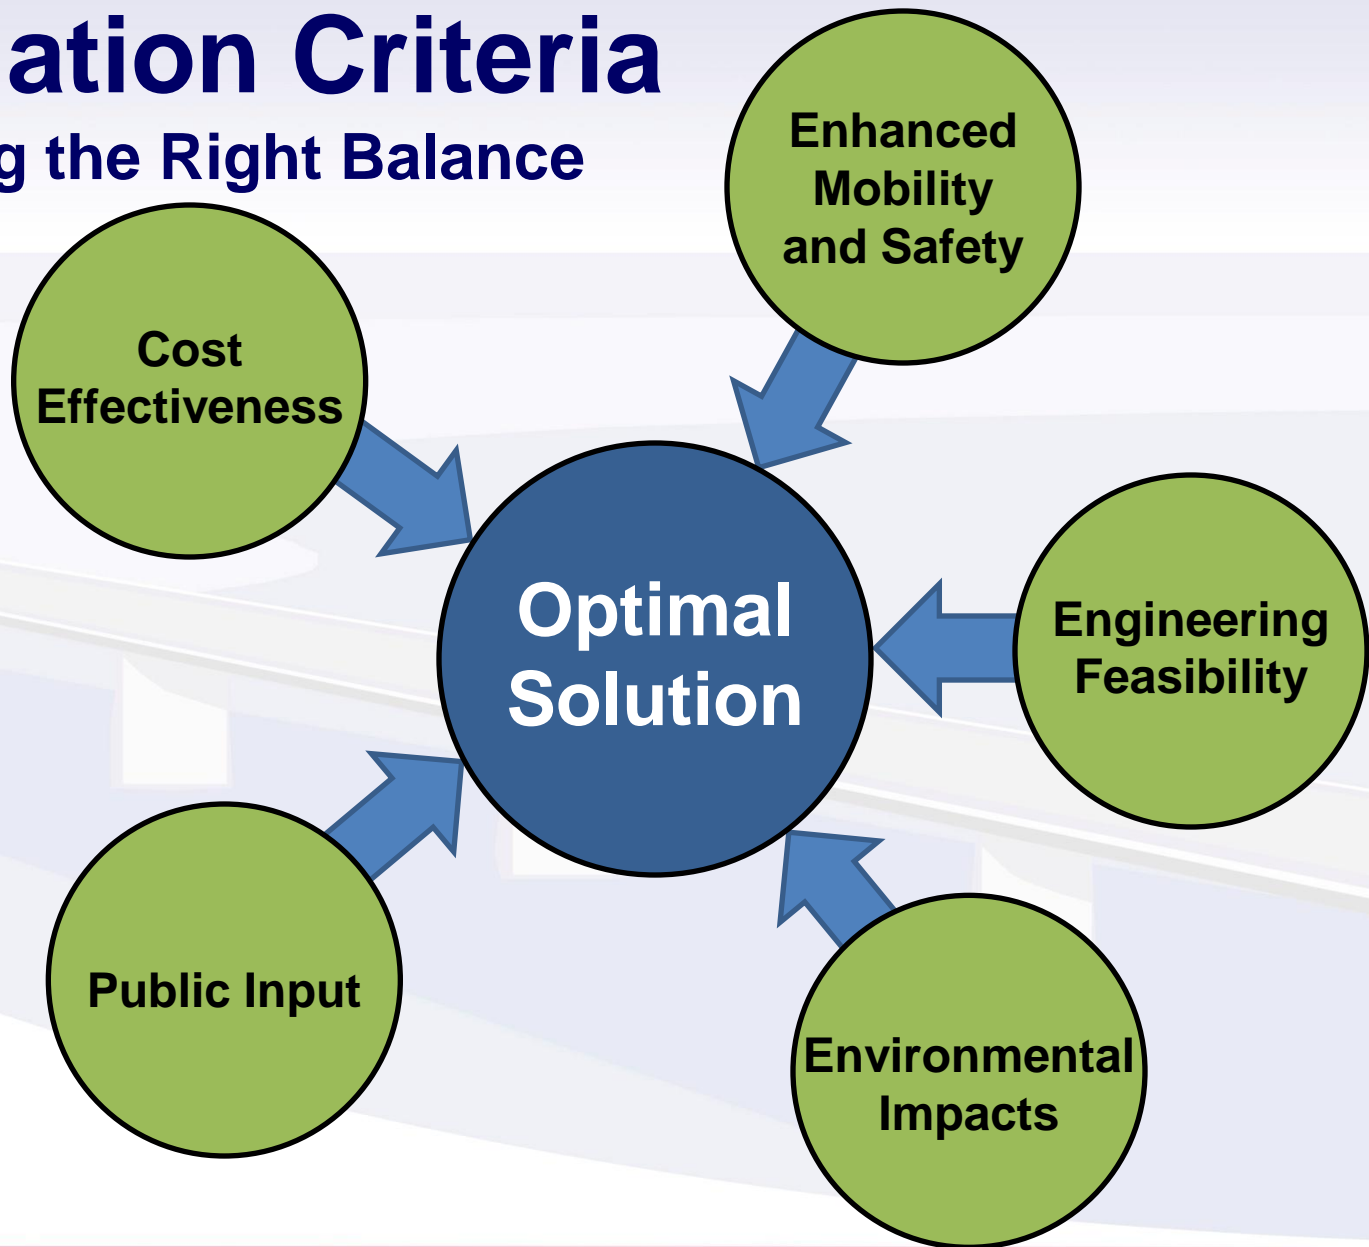 ation Criteria
g the Right Balance
Enhanced
Mobility
and Safety
Cost
Effectiveness
Optimal
Solution
Engineering
Feasibility
Public Input
Environmental
Impacts